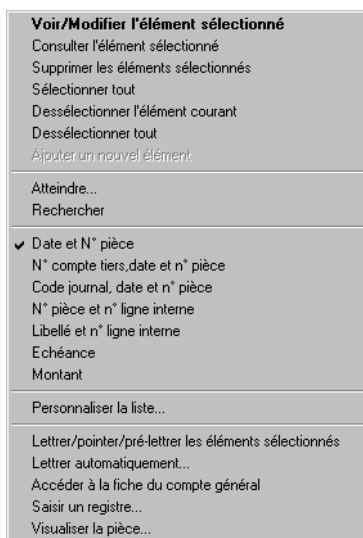 Voir/Modifier l'élément sélectionné
Consulter l'élément sélectionné
Supprimer les éléments sélectionnés
Sélectionner tout
Dessélectionner l'élément courant
Dessélectionner tout
Ajouter un nouvel élément
Atteindre...
Rechercher
Date et N° pièce
N° compte tiers,date et n° pièce
Code journal, date et n° pièce
N° pièce et n° ligne interne
Libellé et n° ligne interne
Echéance
Montant
Personnaliser la liste...
Lettrer/pointer/pré-lettrer les éléments sélectionnés
Lettrer automatiquement...
Accéder à la fiche du compte général
Saisir un registre...
Visualiser la pièce...